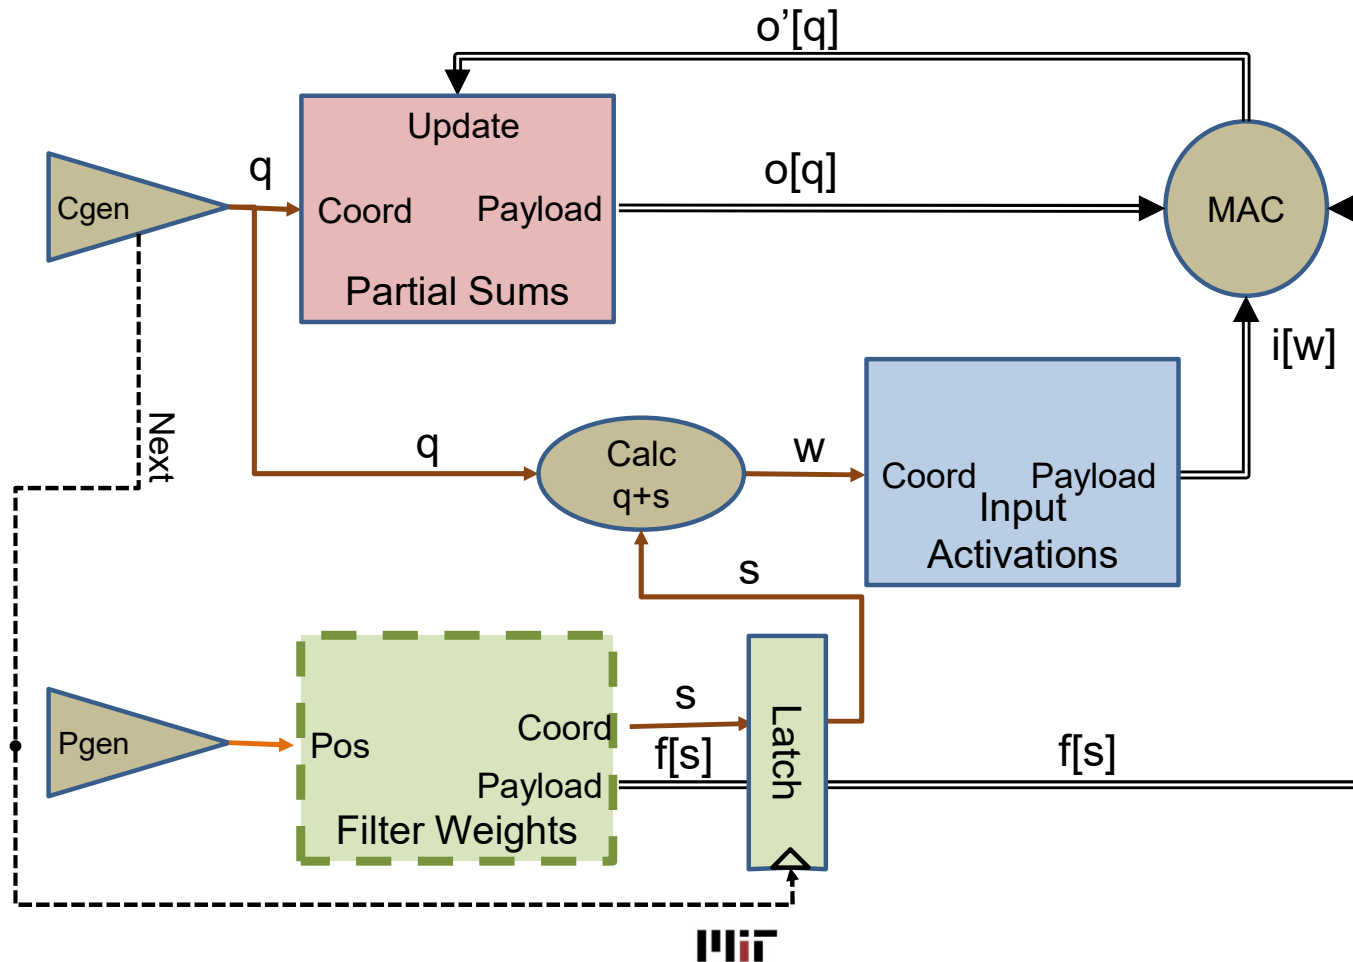 o’[q]
Update
q
o[q]
Cgen
Coord
Payload
MAC
Partial Sums
i[w]
Next
q
Calc
q+s
w
Coord
Payload
Input
Activations
s
s
Coord
Latch
Pgen
Pos
f[s]
f[s]
Payload
Filter Weights
MIT